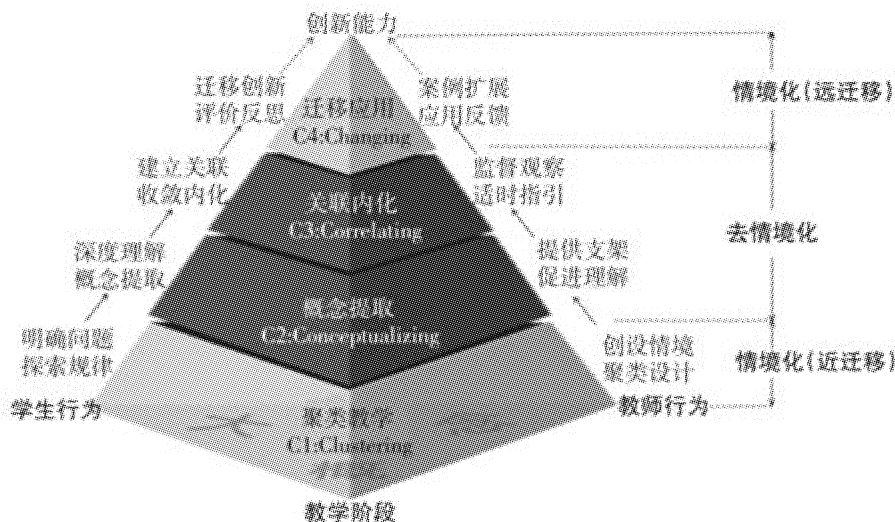 创新能力
迁移创新
评价反思
案例扩展
应用反馈
情境化(远迁移)
迁移应用
C4:Changing
建立关联
收敛内化
监督观察
适时指引
关联内化
C3:Correlating
去情境化
深度理解
概念提取
提供支架
促进理解
概念提取
C2:Conceptualizing
明确问题
探索规律
创设情境
聚类设计
情境化(近迁移)
学生行为
教师行为
聚类教学
C1:Clustering
教学阶段